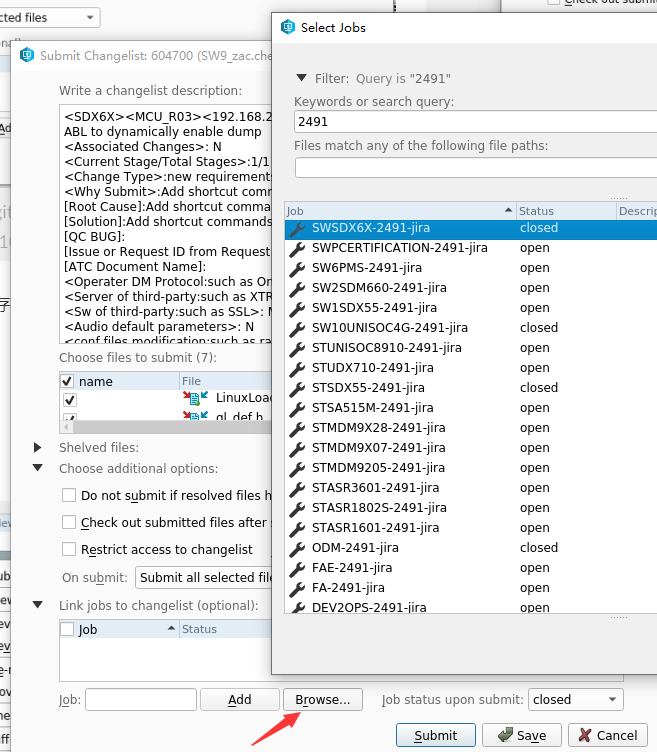 cted files
Check out submi
Submit Changelist: 604700 (SW9_zac.che
Write a changelist description:
<SDX6X><MCU_R03><192.168.2
ABL to dynamically enable dump
<Associated Changes>: N
<Current Stage/Total Stages>:1/1
<Change Type>:new requirements
<Why Submit>:Add shortcut comm
[Root Cause]:Add shortcut comma
[Solution]:Add shortcut commands
[QC BUG]:
[Issue or Request ID from Request
[ATC Document Name]:
<Operater DM Protocol:such as On
<Server of third-party:such as XTR
<Sw of third-party:such as SSL>:
<Audio default parameters>: N
<conf files modification:such as ra
Choose files to submit (7):
name File
LinuxLoa
ql_def.h
Shelved files:
Choose additional options:
Do not submit if resolved files h
Check out submitted files after s
Restrict access to changelist
On submit: Submit all selected file
Link jobs to changelist (optional):
Job Status
Job: Add Browse... Job status upon submit: closed
Submit Save Cancel
Select Jobs
Filter: Query is "2491"
Keywords or search query:
2491
Files match any of the following file paths:
Job Status Descrip
SWSDX6X-2491-jira closed
SWPCERTIFICATION-2491-jira open
SW6PMS-2491-jira open
SW2SDM660-2491-jira open
SW1SDX55-2491-jira open
SW10UNISOC4G-2491-jira closed
STUNISOC8910-2491-jira open
STUDX710-2491-jira open
STSDX55-2491-jira closed
STSA515M-2491-jira open
STMDM9X28-2491-jira open
STMDM9X07-2491-jira open
STMDM9205-2491-jira open
STASR3601-2491-jira open
STASR1802S-2491-jira open
STASR1601-2491-jira open
ODM-2491-jira closed
FAE-2491-jira open
FA-2491-jira open
DEV2OPS-2491-jira open